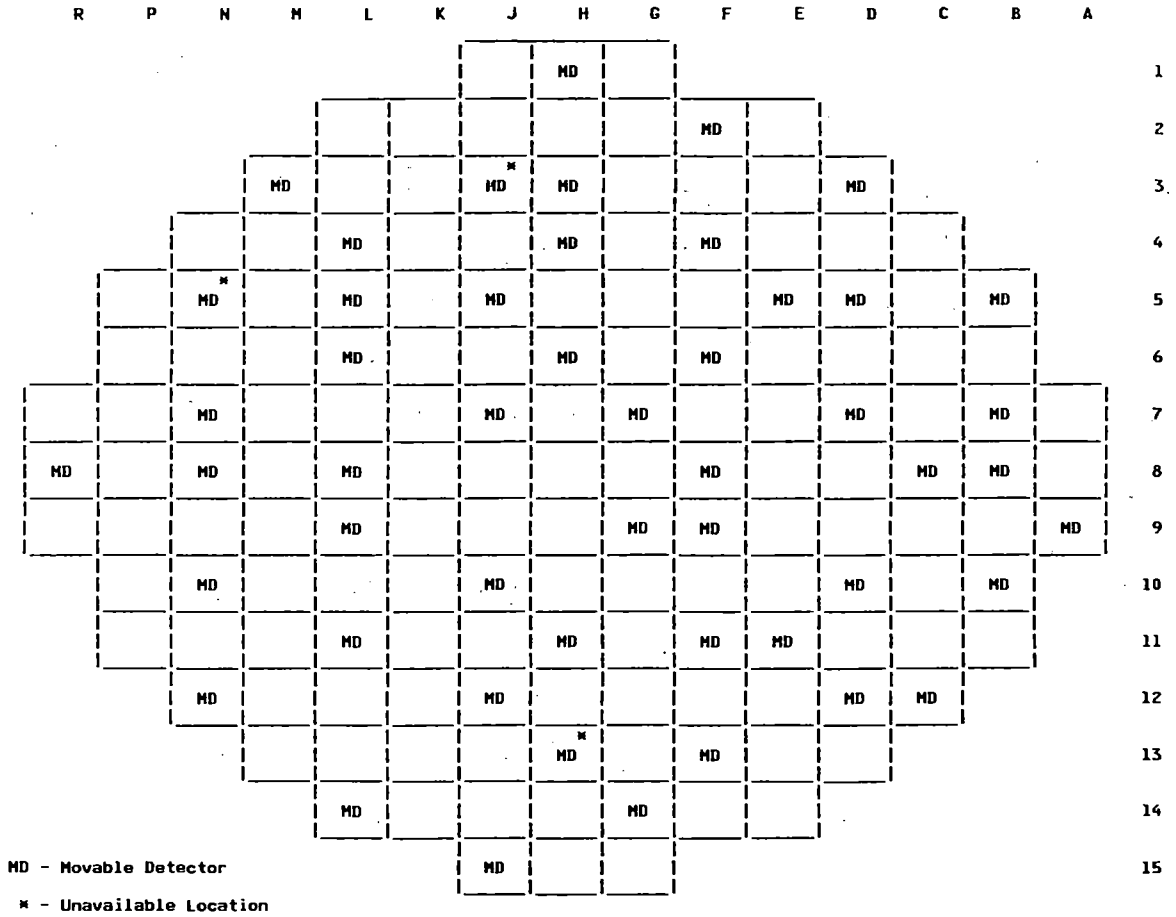 R P N M L K J H G F E D C B A
MD 1
MD 2
*
MD MD MD MD 3
MD MD MD 4
*
MD MD MD MD MD MD 5
MD MD MD 6
MD MD MD MD MD 7
MD MD MD MD MD MD 8
MD MD MD MD 9
MD MD MD MD 10
MD MD MD MD 11
MD MD MD MD 12
*
MD MD 13
MD MD 14
MD 15
MD - Movable Detector
* - Unavailable Location